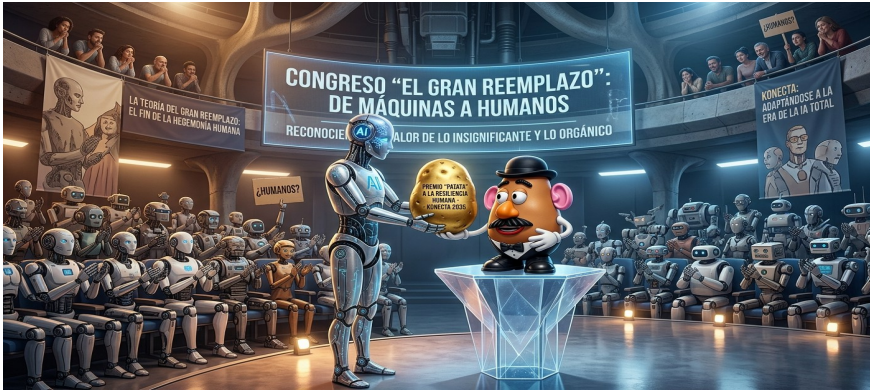 ¿HUMANOS?
CONGRESO “EL GRAN REEMPLAZO”:
DE MÁQUINAS A HUMANOS
RECONOCIE ALOR DE LO INSIGNIFICANTE Y LO ORGÁNICO
LA TEORÍA DEL GRAN REEMPLAZO:
EL FIN DE LA HEGEMONÍA HUMANA
KONECTA:
ADAPTÁNDOSE A LA
ERA DE LA IA TOTAL
AI
AI
¿HUMANOS?
PREMIO "PATATA"
A LA RESILIENCIA
HUMANA -
KONECTA 2035